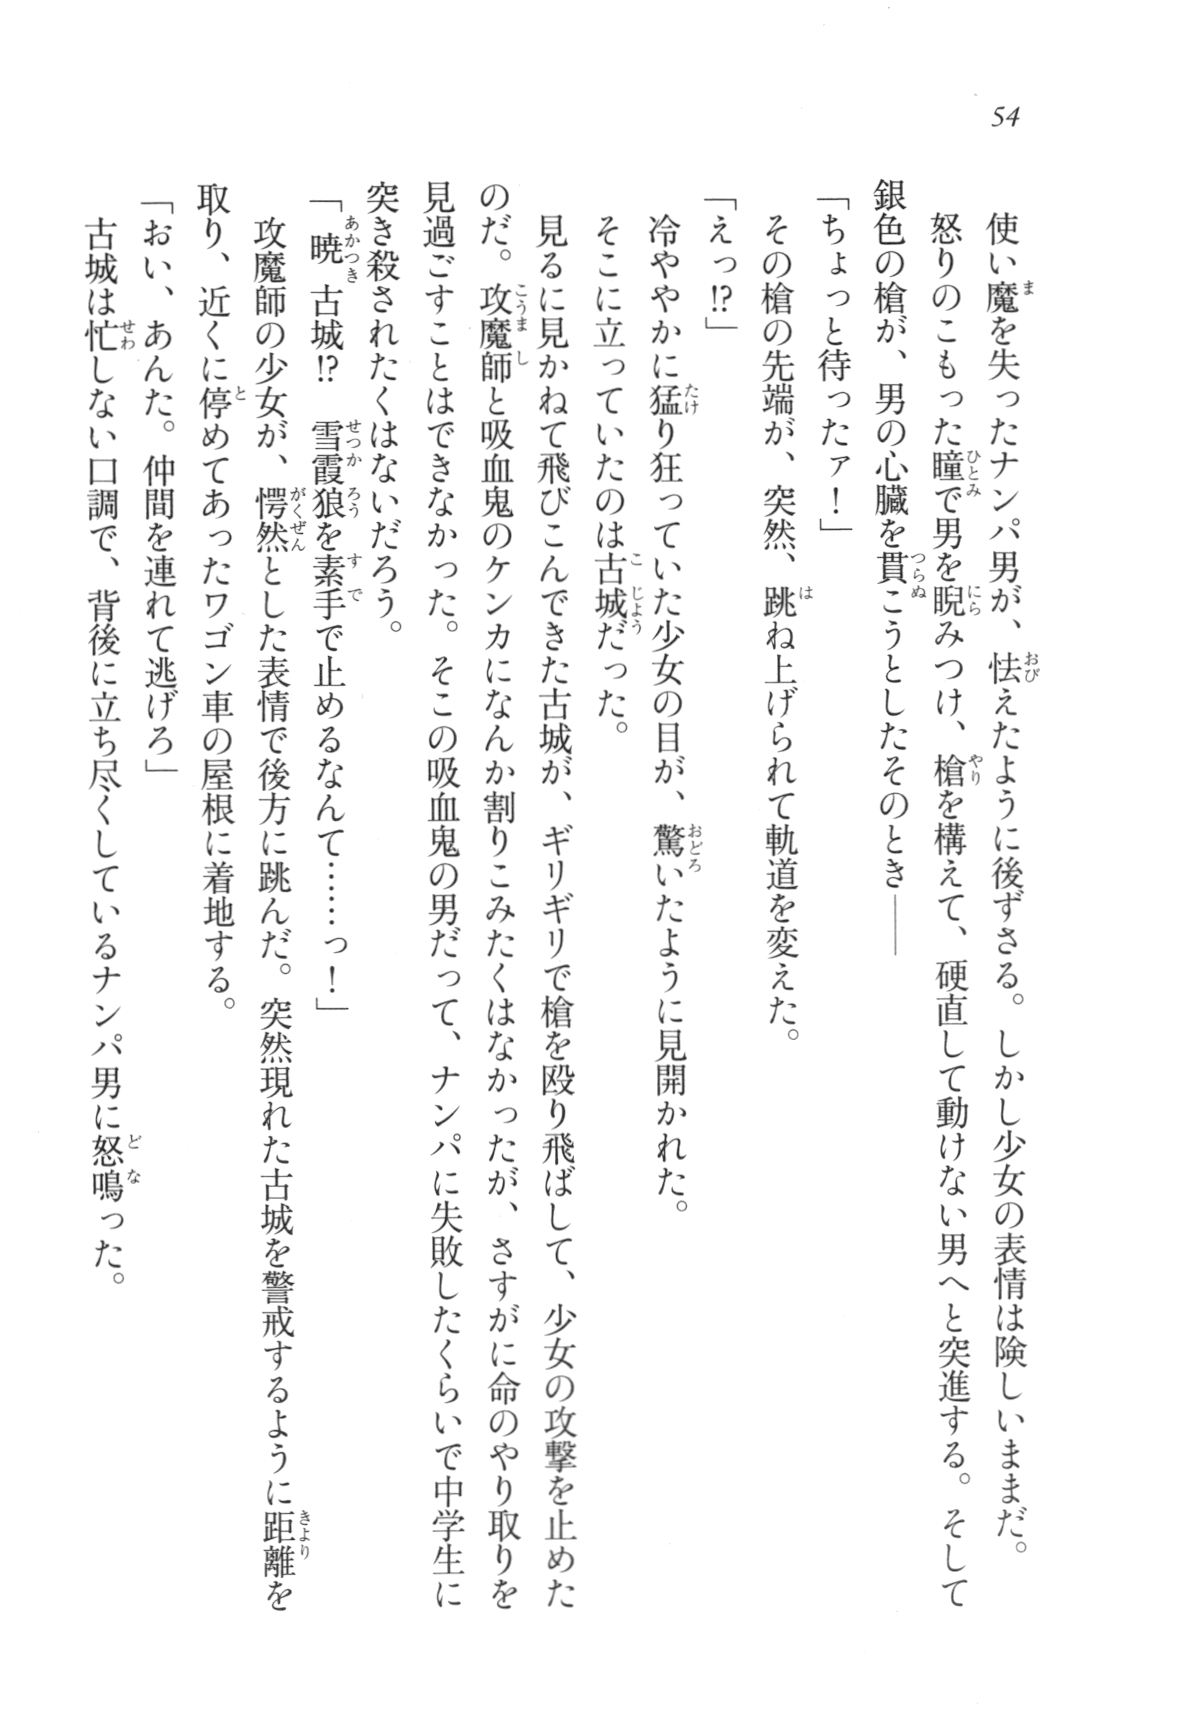 54
使い魔を失ったナンパ男が、怯えたように後ずさる。しかし少女の表情は険しいままだ。
怒りのこもった瞳で男を睨みつけ、槍を構えて、硬直して動けない男へと突進する。そして
銀色の槍が、男の心臓を貫こうとしたそのとき――
「ちょっと待ったァ！」
その槍の先端が、突然、跳ね上げられて軌道を変えた。
「えっ!?」
冷ややかに猛り狂っていた少女の目が、驚いたように見開かれた。
そこに立っていたのは古城だった。
見るに見かねて飛びこんできた古城が、ギリギリで槍を殴り飛ばして、少女の攻撃を止めた
のだ。攻魔師と吸血鬼のケンカになんか割りこみたくはなかったが、さすがに命のやり取りを
見過ごすことはできなかった。そこの吸血鬼の男だって、ナンパに失敗したくらいで中学生に
突き殺されたくはないだろう。
「暁古城!?　雪霞狼を素手で止めるなんて……っ！」
攻魔師の少女が、愕然とした表情で後方に跳んだ。突然現れた古城を警戒するように距離を
取り、近くに停めてあったワゴン車の屋根に着地する。
「おい、あんた。仲間を連れて逃げろ」
古城は忙しない口調で、背後に立ち尽くしているナンパ男に怒鳴った。